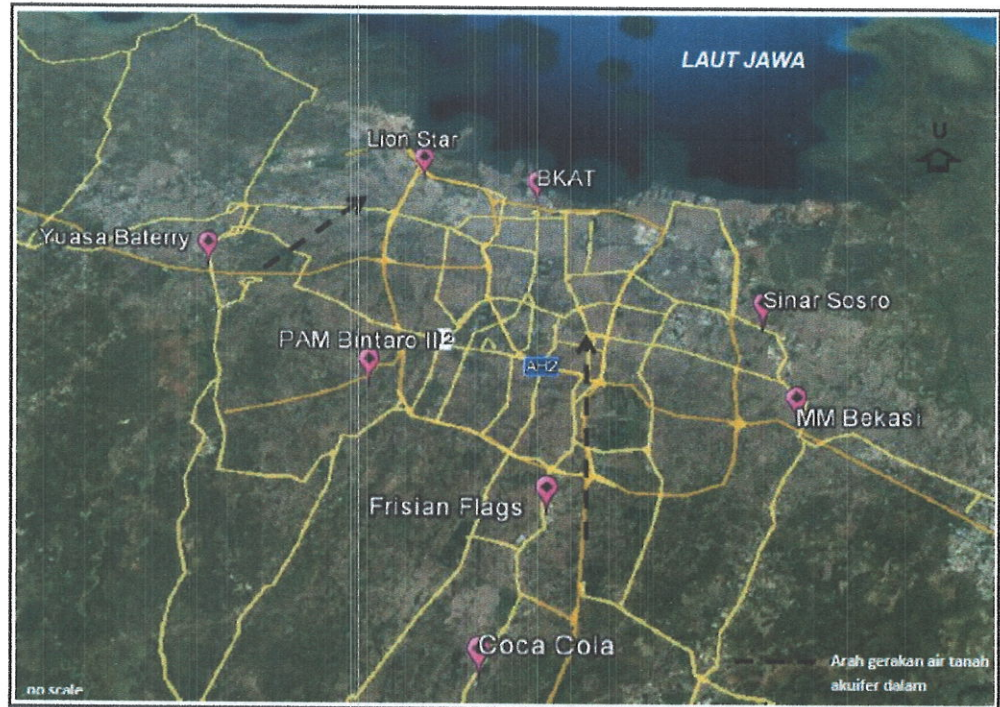 LAUT JAWA
U
Lion Star
BKAT
Yuasa Baterry
Sinar Sosro
PAM Bintaro II
2
AH2
MM Bekasi
Frisian Flags
Coca Cola
Arah gerakan air tanah
akuifer dalam
no scale